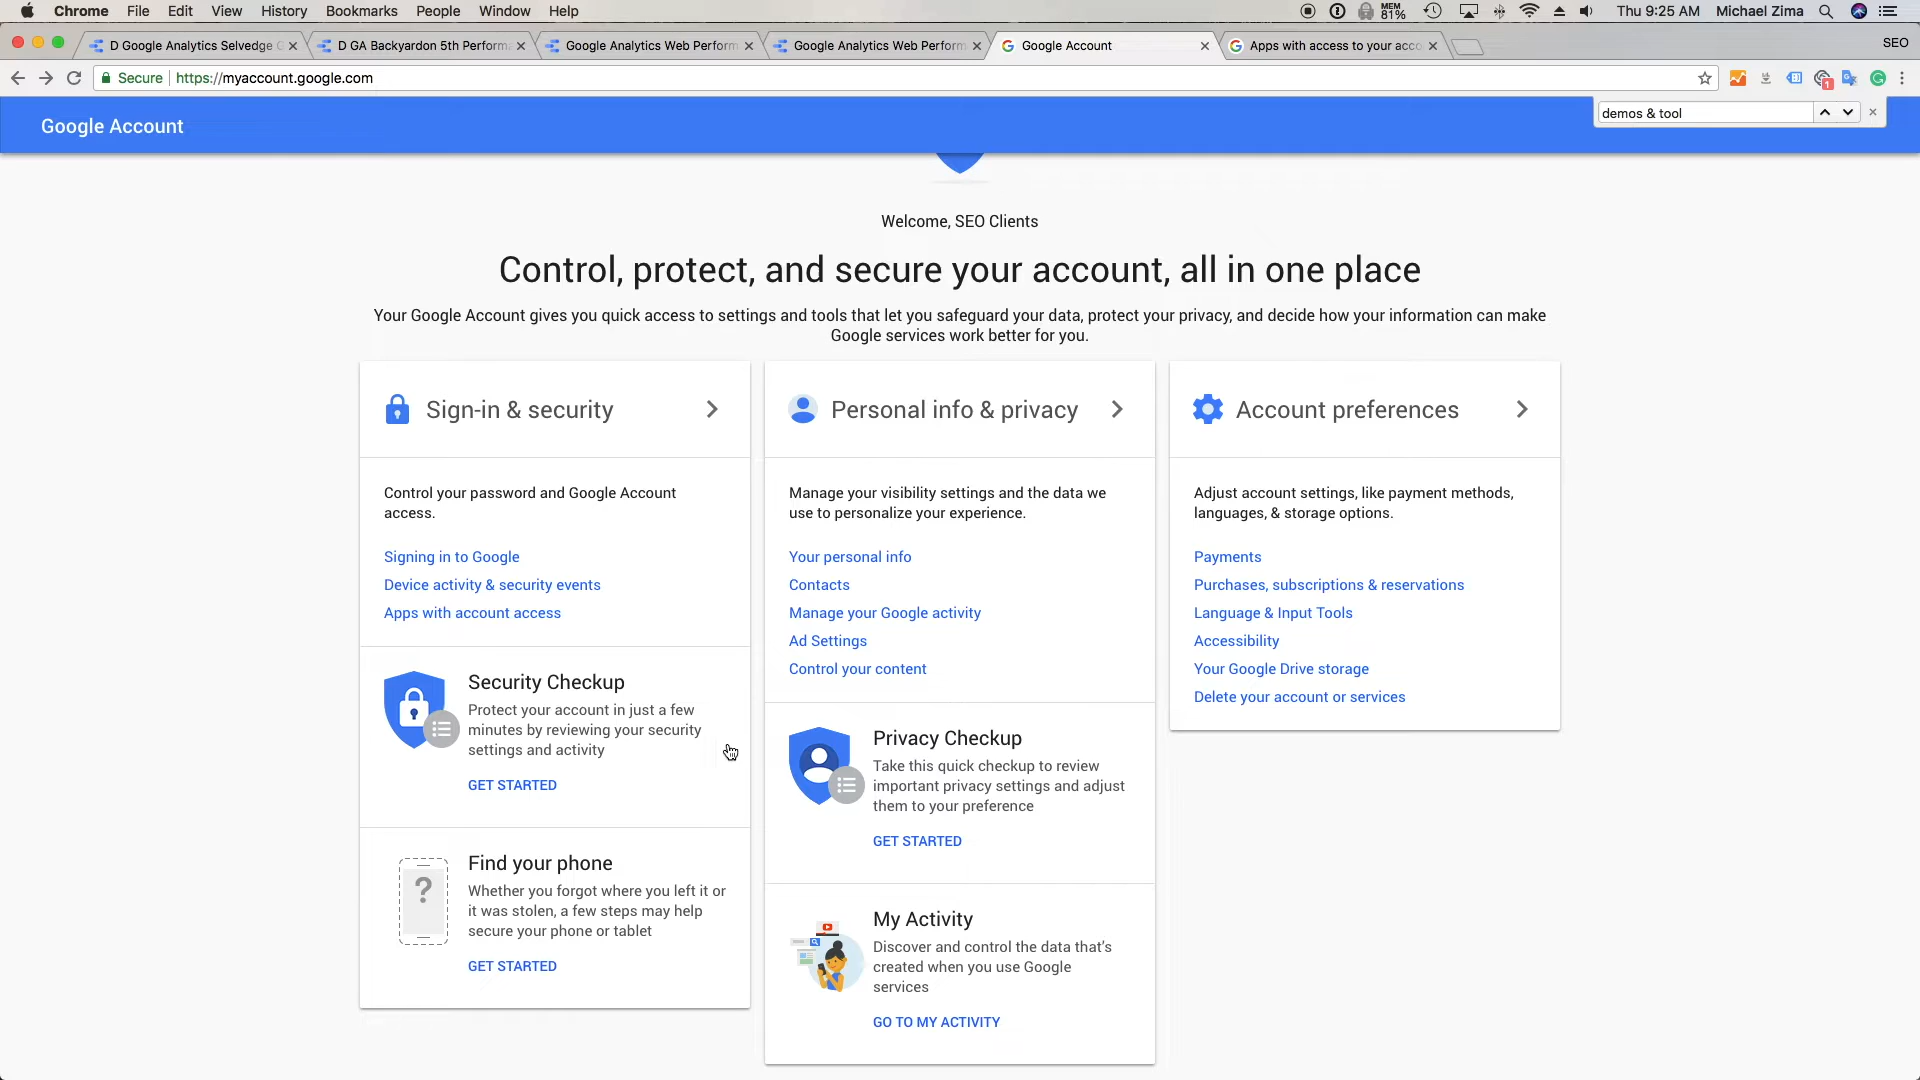 Chrome File Edit View History Bookmarks People Window Help MEM 81% Thu 9:25 AM Michael Zima
D Google Analytics Selvedge D GA Backyardon 5th Perform Google Analytics Web Perform Google Analytics Web Perform Google Account Apps with access to your acco SEO
Secure https://myaccount.google.com
1
Google Account
demos & tool
Welcome, SEO Clients
Control, protect, and secure your account, all in one place
Your Google Account gives you quick access to settings and tools that let you safeguard your data, protect your privacy, and decide how your information can make
Google services work better for you.
Sign-in & security
Control your password and Google Account
access.
Signing in to Google
Device activity & security events
Apps with account access
Security Checkup
Protect your account in just a few
minutes by reviewing your security
settings and activity
GET STARTED
Find your phone
?
Whether you forgot where you left it or
it was stolen, a few steps may help
secure your phone or tablet
GET STARTED
Personal info & privacy
Manage your visibility settings and the data we
use to personalize your experience.
Your personal info
Contacts
Manage your Google activity
Ad Settings
Control your content
Privacy Checkup
Take this quick checkup to review
important privacy settings and adjust
them to your preference
GET STARTED
My Activity
Discover and control the data that's
created when you use Google
services
GO TO MY ACTIVITY
Account preferences
Adjust account settings, like payment methods,
languages, & storage options.
Payments
Purchases, subscriptions & reservations
Language & Input Tools
Accessibility
Your Google Drive storage
Delete your account or services